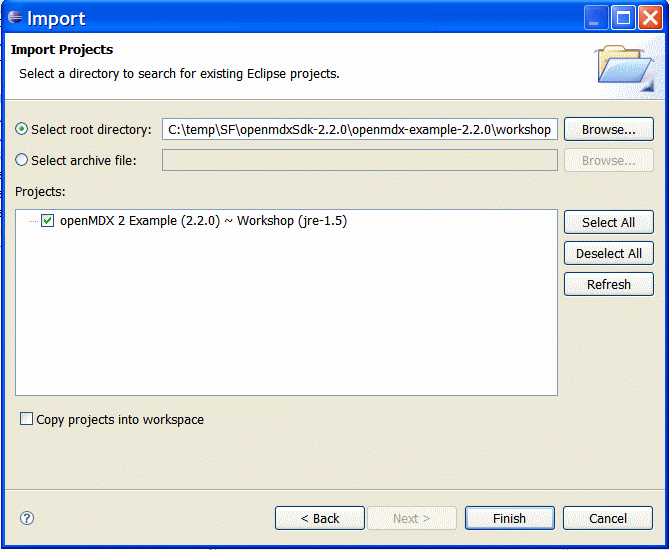 Import
Import Projects
Select a directory to search for existing Eclipse projects.
Select root directory: C:\temp\SF\openmdxSdk-2.2.0\openmdx-example-2.2.0\workshop Browse...
Select archive file: Browse...
Projects:
openMDX 2 Example (2.2.0) ~ Workshop (jre-1.5)
Select All
Deselect All
Refresh
Copy projects into workspace
? < Back Next > Finish Cancel